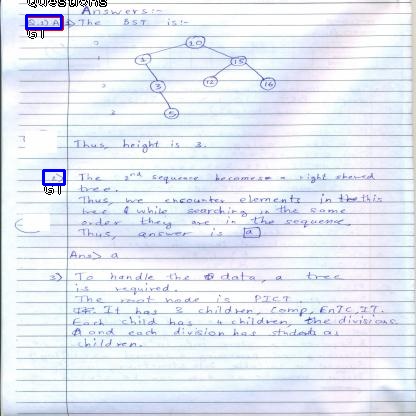 Questions
Answers:-
Q.1) A) The BST is:-
G1
0 10
1 15
2 3 12 16
3 5
Thus, height is 3.
2) The 2nd sequence becomes a right skewed
G1
tree.
Thus, we encounter elements in the this
tree & while searching in the same
order they are in the sequence.
Thus, answer is a
Ans) a
3) To handle the data, a tree
is required.
The root node is PICT.
It has 3 children, Comp, EnTC, IT.
Each child has 4 children, the divisions
and each division has students as
children.